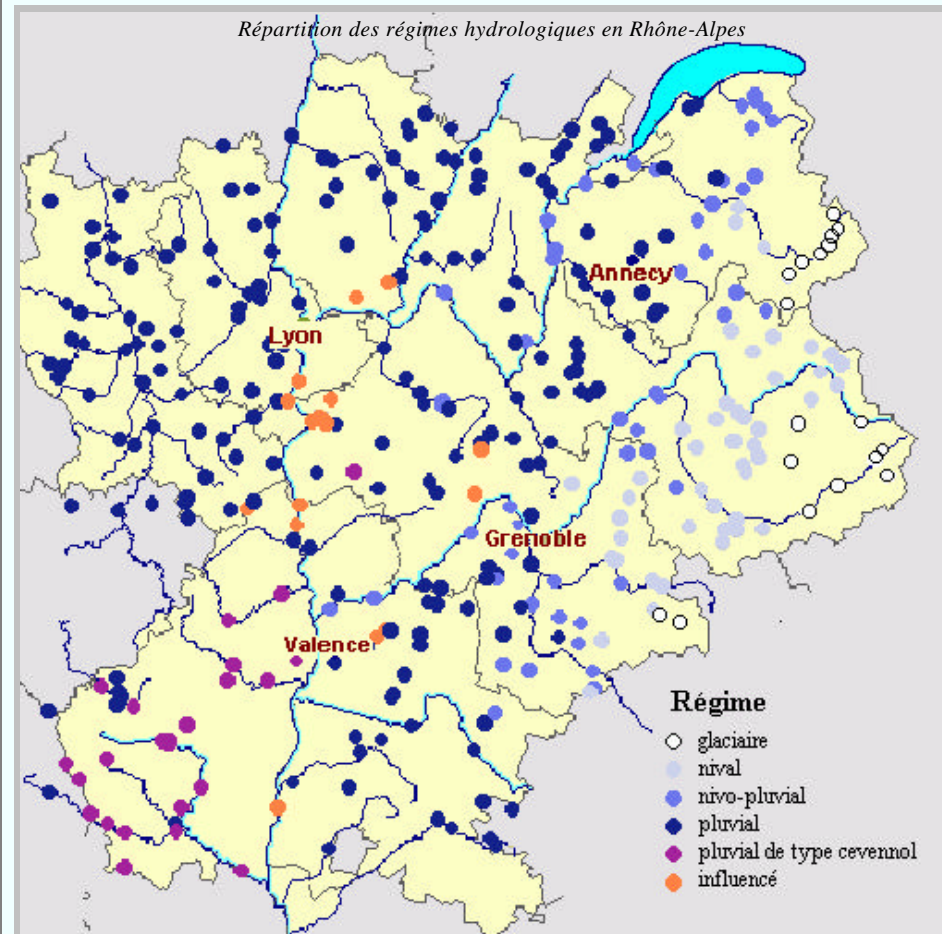 Répartition des régimes hydrologiques en Rhône-Alpes
Annecy
Lyon
Grenoble
Valence
Régime
glaciaire
nival
nivo-pluvial
pluvial
pluvial de type cevennol
influencé